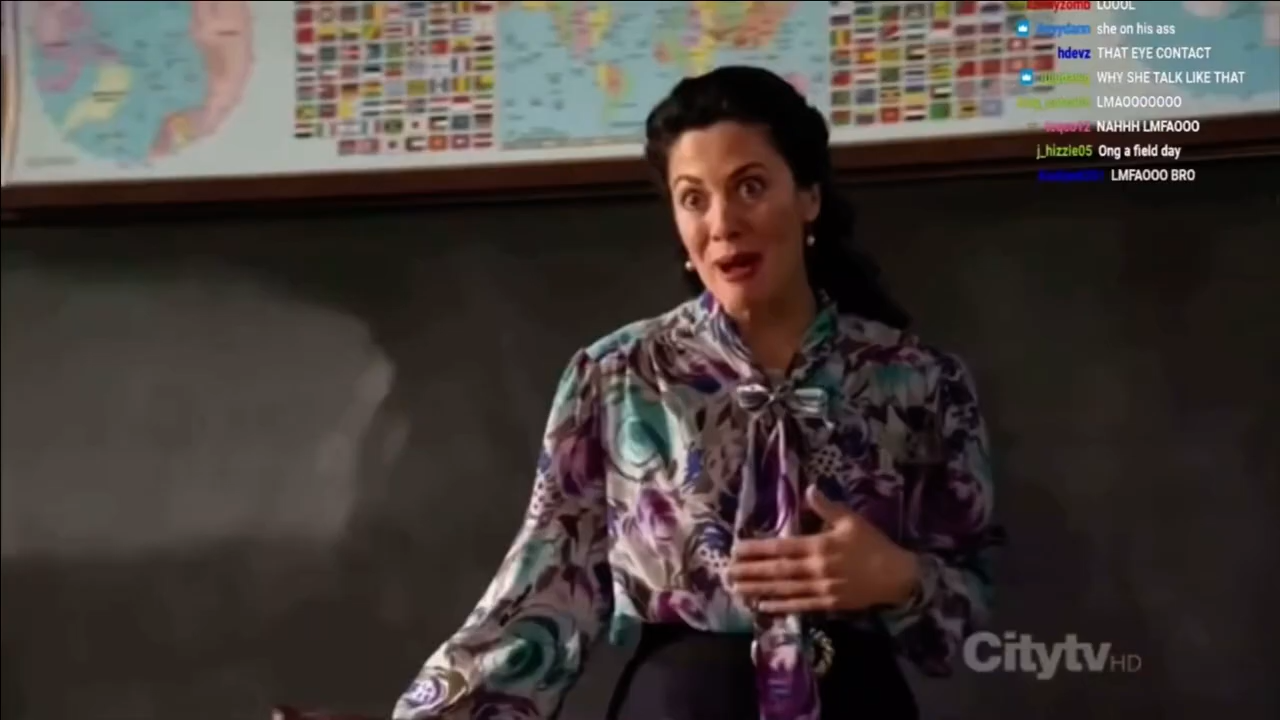 LOOOL
she on his ass
hdevz THAT EYE CONTACT
WHY SHE TALK LIKE THAT
LMAOOOOOOO
NAHHH LMFAOOO
j_hizzie05 Ong a field day
LMFAOOO BRO
Citytv HD